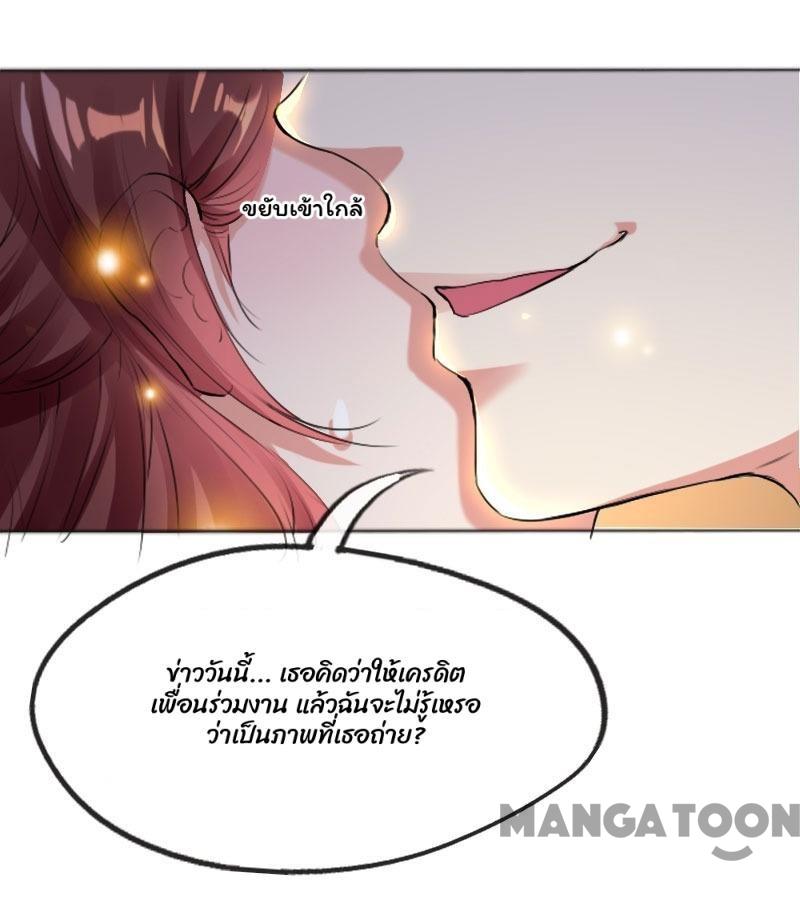 ขยับเข้าใกล้
ข่าววันนี้... เธอคิดว่าให้เครดิต
เพื่อนร่วมงาน แล้วฉันจะไม่รู้เหรอ
ว่าเป็นภาพที่เธอถ่าย?
MANGATOON